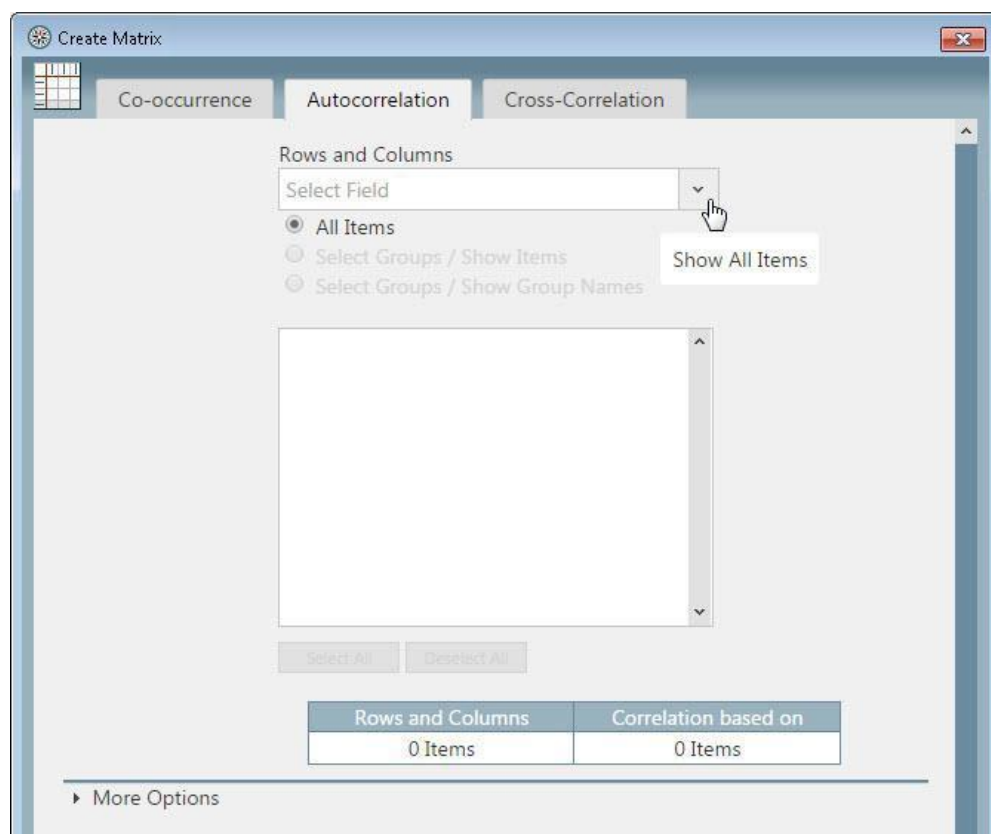 Create Matrix
Co-occurrence Autocorrelation Cross-Correlation
Rows and Columns
Select Field
All Items
Select Groups / Show Items
Show All Items
Select Groups / Show Group Names
Select All Deselect All
Rows and Columns Correlation based on
0 Items 0 Items
More Options